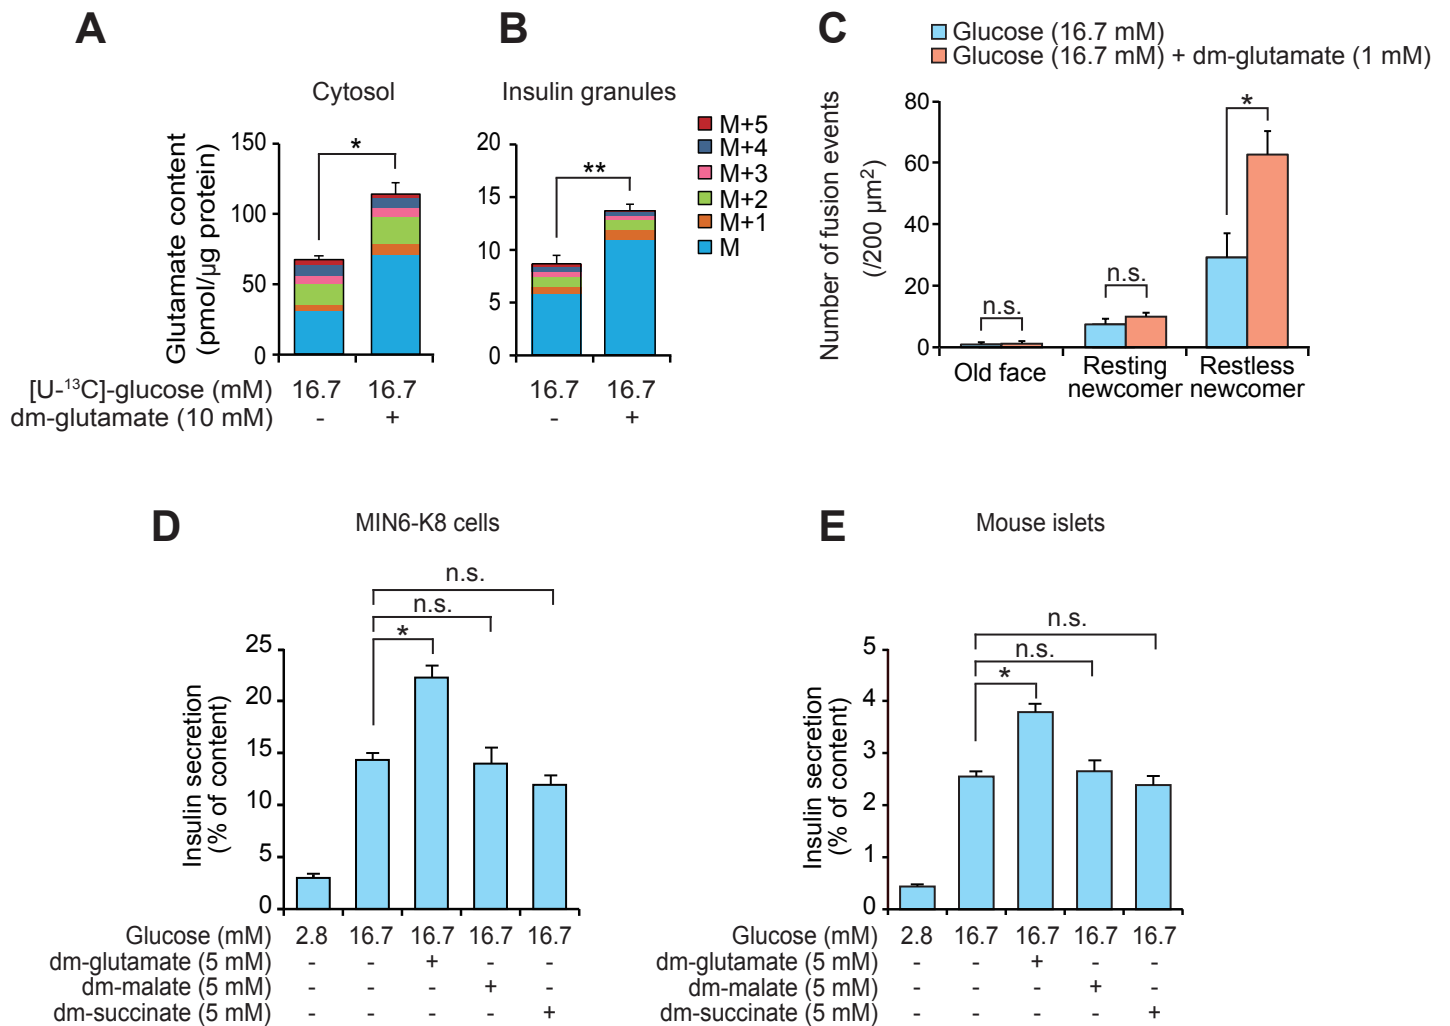 A
Cytosol
Glutamate content
(pmol/µg protein)
150
100
50
0
*
[U-¹³C]-glucose (mM) 16.7 16.7
dm-glutamate (10 mM) - +
B
Insulin granules
20
15
10
5
0
**
16.7 16.7
- +
M+5
M+4
M+3
M+2
M+1
M
C
Glucose (16.7 mM)
Glucose (16.7 mM) + dm-glutamate (1 mM)
Number of fusion events
(/200 µm²)
80
60
40
20
0
n.s.
n.s.
*
Old face
Resting
newcomer
Restless
newcomer
D
MIN6-K8 cells
n.s.
n.s.
*
Insulin secretion
(% of content)
25
20
15
10
5
0
Glucose (mM) 2.8 16.7 16.7 16.7 16.7
dm-glutamate (5 mM) - - + - -
dm-malate (5 mM) - - - + -
dm-succinate (5 mM) - - - - +
E
Mouse islets
n.s.
n.s.
*
Insulin secretion
(% of content)
5
4
3
2
1
0
Glucose (mM) 2.8 16.7 16.7 16.7 16.7
dm-glutamate (5 mM) - - + - -
dm-malate (5 mM) - - - + -
dm-succinate (5 mM) - - - - +